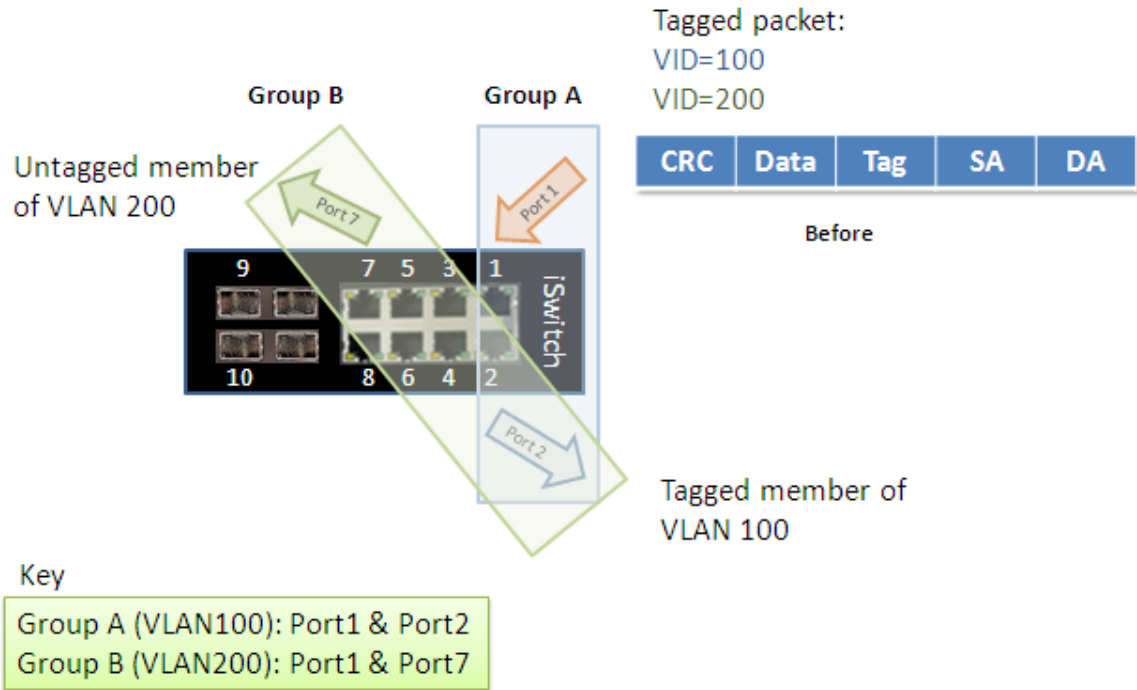 Tagged packet:
VID=100
VID=200
Group B
Group A
CRC Data Tag SA DA
Before
Untagged member
of VLAN 200
Port 7
Port 1
9 7 5 3 1
iSwitch
10 8 6 4 2
Port 2
Tagged member of
VLAN 100
Key
Group A (VLAN100): Port1 & Port2
Group B (VLAN200): Port1 & Port7